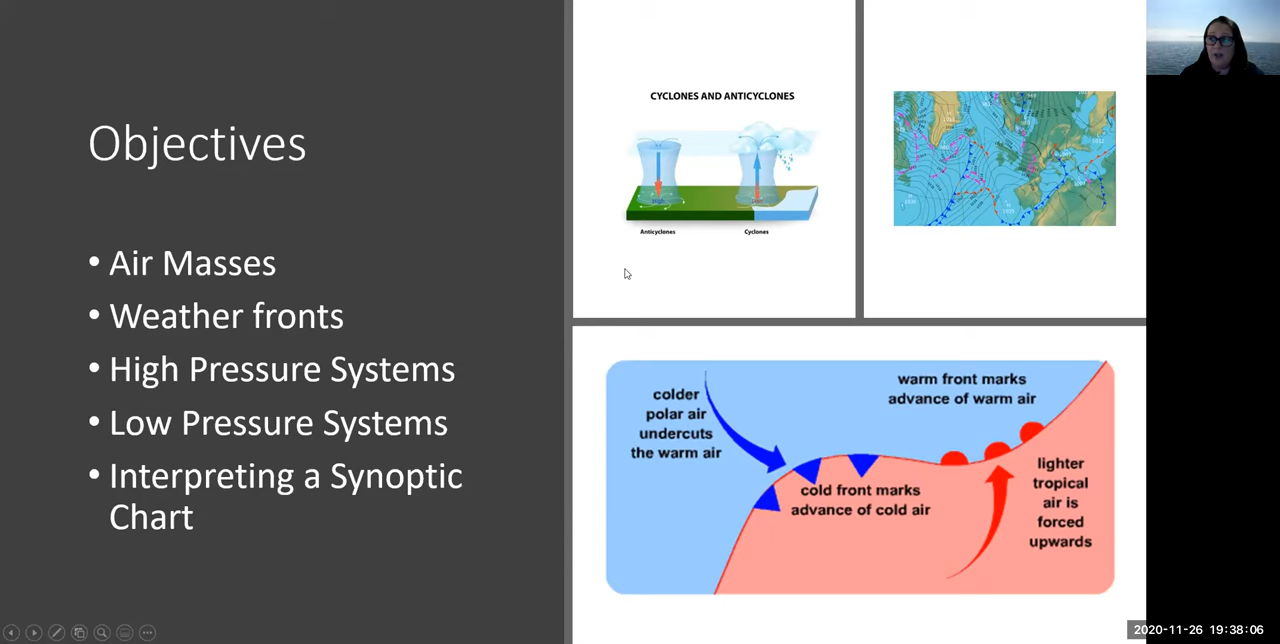 Objectives
• Air Masses
• Weather fronts
• High Pressure Systems
• Low Pressure Systems
• Interpreting a Synoptic
Chart
CYCLONES AND ANTICYCLONES
Anticyclones
Cyclones
colder
polar air
undercuts
the warm air
warm front marks
advance of warm air
cold front marks
advance of cold air
lighter
tropical
air is
forced
upwards
2020-11-26 19:38:06